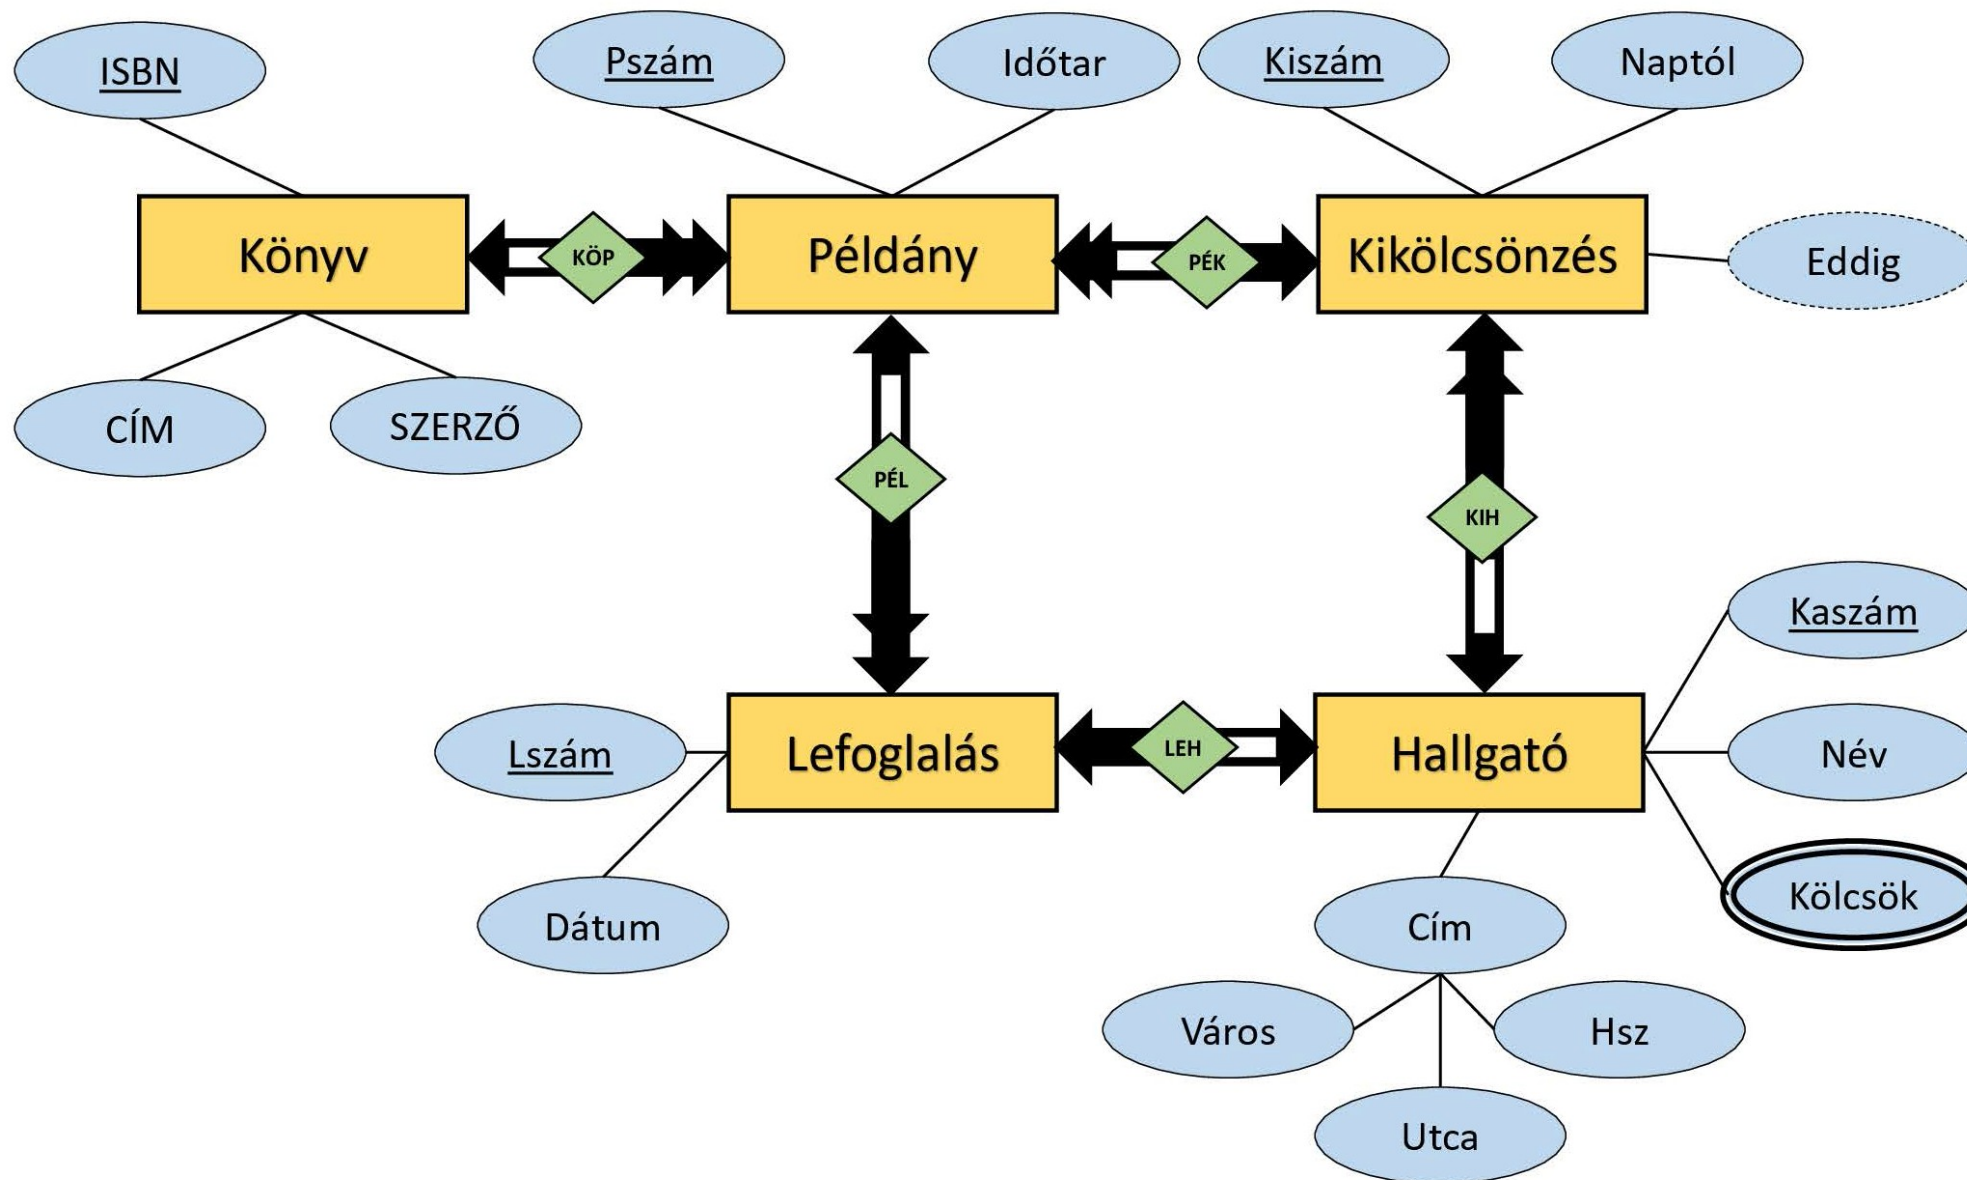 ISBN
Pszám
Időtar
Kiszám
Naptól
Könyv
KÖP
Példány
PÉK
Kikölcsönzés
Eddig
CÍM
SZERZŐ
PÉL
KIH
Kaszám
Lszám
Lefoglalás
LEH
Hallgató
Név
Kölcsök
Dátum
Cím
Város
Hsz
Utca